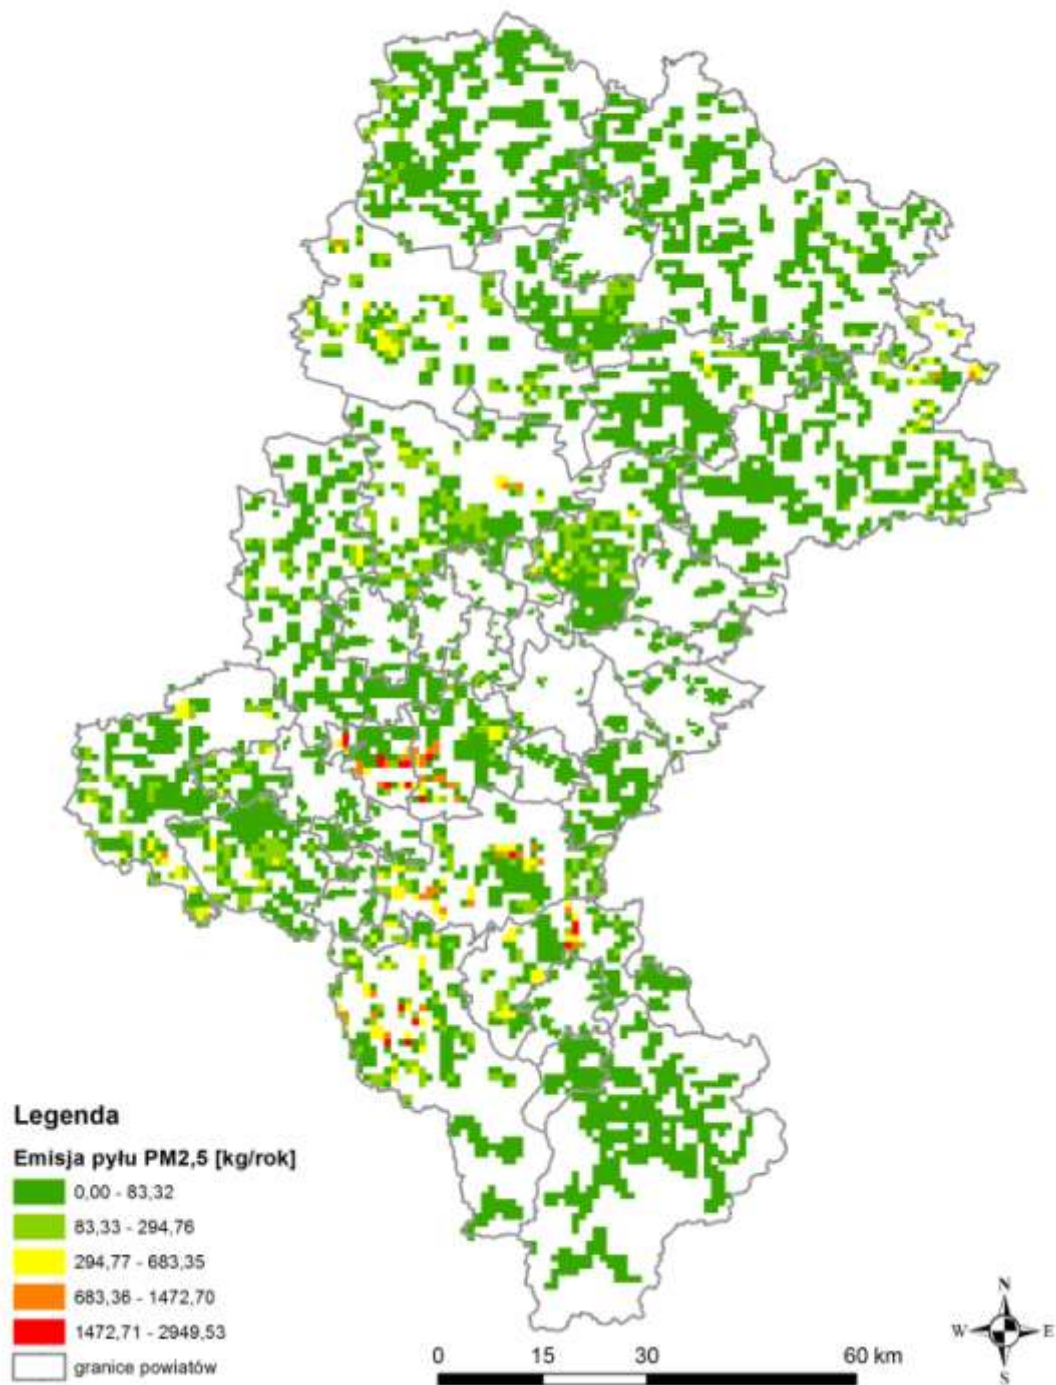 Legenda
Emisja pyłu PM2,5 [kg/rok]
0,00 - 83,32
83,33 - 294,76
294,77 - 683,35
683,36 - 1472,70
1472,71 - 2949,53
granice powiatów
0 15 30 60 km
N
W E
S